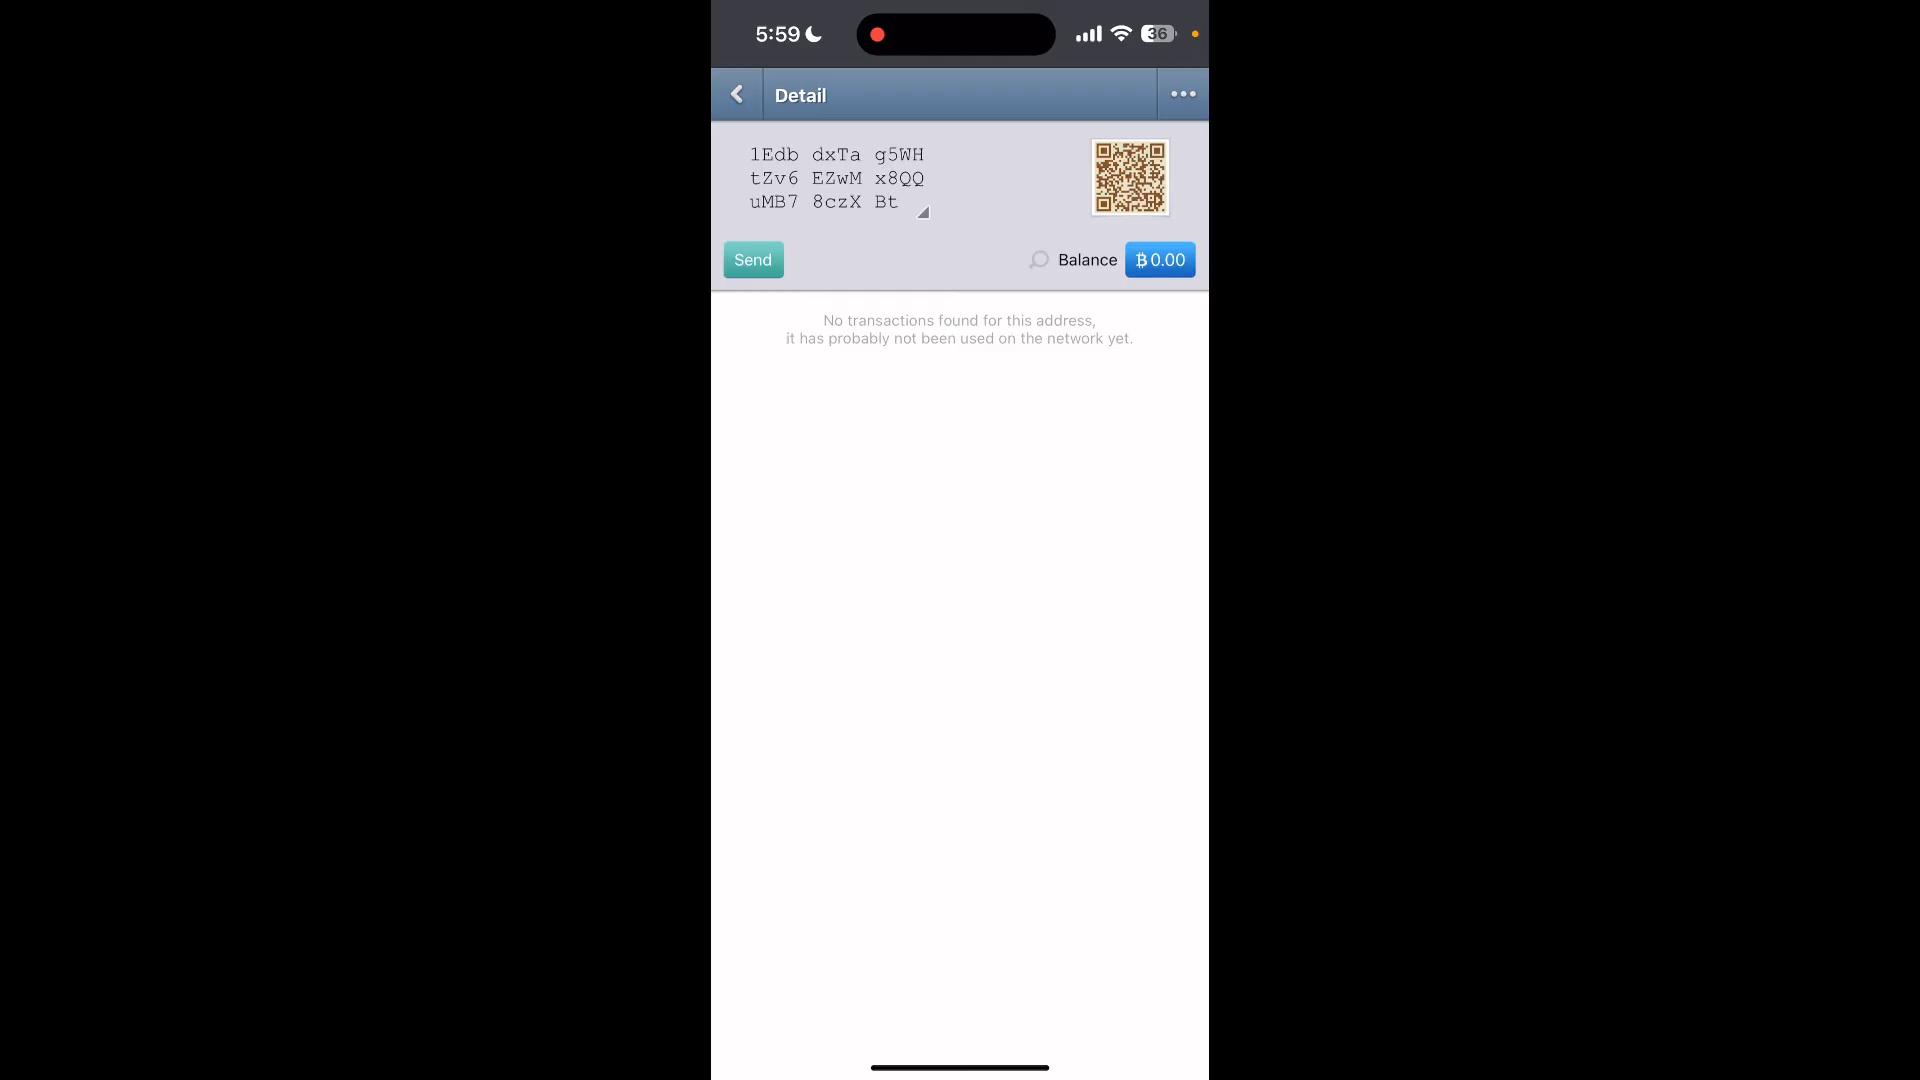 5:59
36
Detail
1Edb dxTa g5WH
tZv6 EZwM x8QQ
uMB7 8czX Bt
Send
Balance
฿0.00
No transactions found for this address,
it has probably not been used on the network yet.